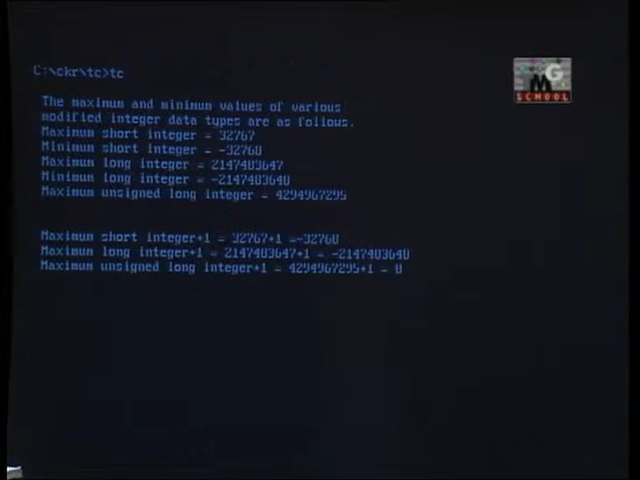 C:\ckr\tc>tc
The maximum and minimum values of various
modified integer data types are as follows.
Maximum short integer = 32767
Minimum short integer = -32768
Maximum long integer = 2147483647
Minimum long integer = -2147483648
Maximum unsigned long integer = 4294967295
Maximum short integer+1 = 32767+1 =-32768
Maximum long integer+1 = 2147483647+1 = -2147483648
Maximum unsigned long integer+1 = 4294967295+1 = 0
G
M
SCHOOL